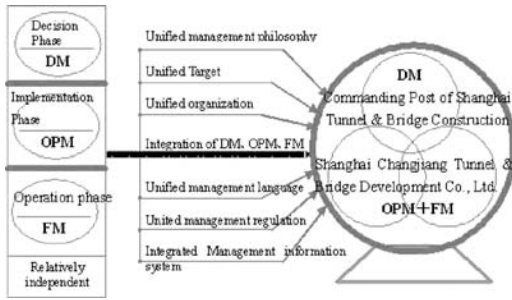 Decision
Phase
DM
Implementation
Phase
OPM
Operation phase
FM
Relatively
independent
Unified management philosophy
Unified Target
Unified organization
Integration of DM、OPM、FM
Unified management language
United management regulation
Integrated Management information
system
DM
Commanding Post of Shanghai
Tunnel & Bridge Construction
Shanghai Changjiang Tunnel &
Bridge Development Co., Ltd.
OPM+FM